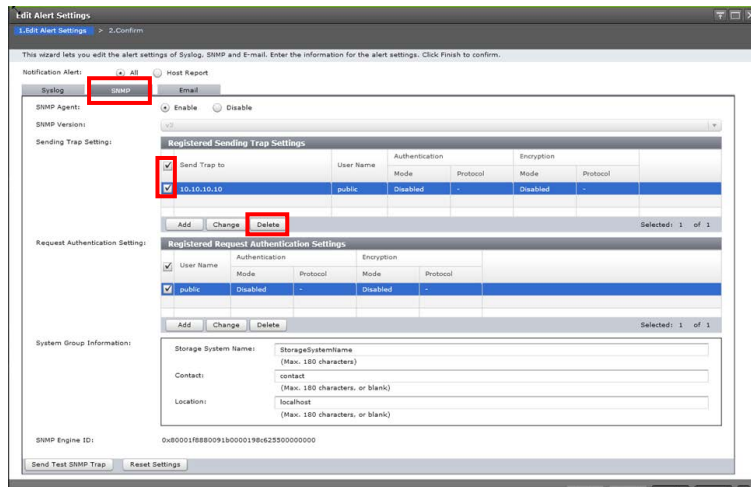 Edit Alert Settings
1.Edit Alert Settings > 2.Confirm
This wizard lets you edit the alert settings of Syslog, SNMP and E-mail. Enter the information for the alert settings. Click Finish to confirm.
Notification Alert: All Host Report
Syslog SNMP Email
SNMP Agent: Enable Disable
SNMP Version:
Sending Trap Setting: Registered Sending Trap Settings
Send Trap to User Name Authentication Encryption
Mode Protocol Mode Protocol
10.10.10.10 public Disabled - Disabled -
Add Change Delete Selected: 1 of 1
Request Authentication Setting: Registered Request Authentication Settings
User Name Authentication Encryption
Mode Protocol Mode Protocol
public Disabled - Disabled -
Add Change Delete Selected: 1 of 1
System Group Information: Storage System Name: StorageSystemName
(Max. 180 characters)
Contact: contact
(Max. 180 characters, or blank)
Location: localhost
(Max. 180 characters, or blank)
SNMP Engine ID:
Send Test SNMP Trap Reset Settings